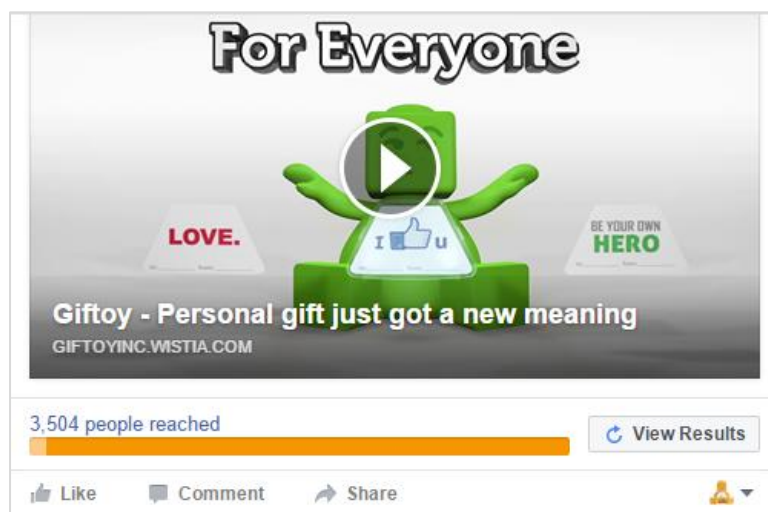 For Everyone
LOVE.
I u
BE YOUR OWN
HERO
Giftoy - Personal gift just got a new meaning
GIFTOYINC.WISTIA.COM
3,504 people reached
View Results
Like Comment Share